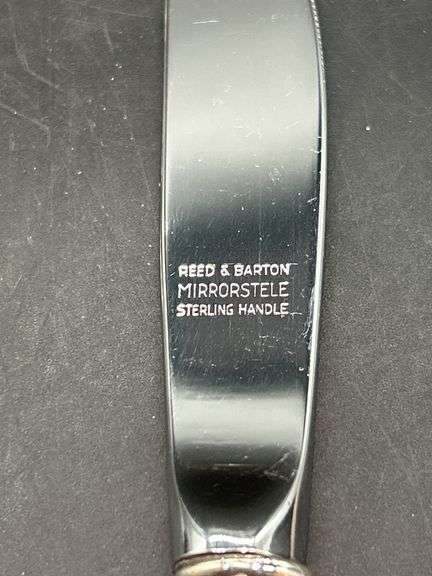 REED & BARTON
MIRRORSTELE
STERLING HANDLE